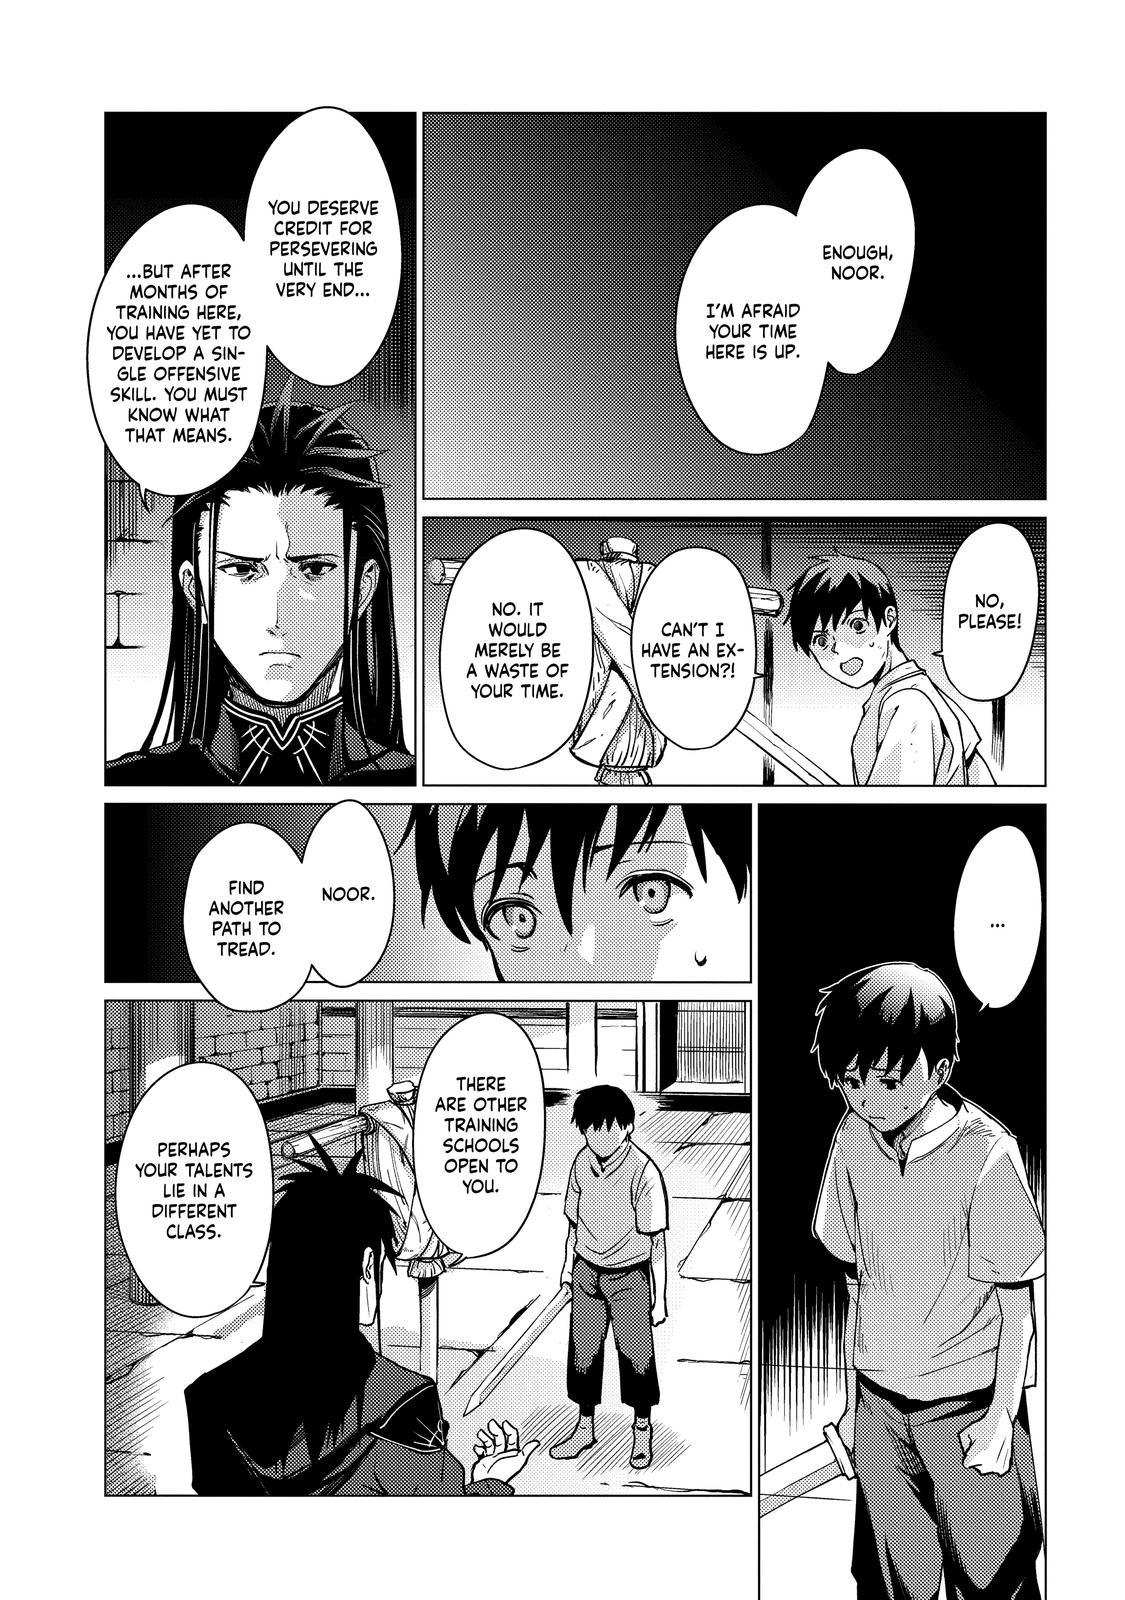 ENOUGH,
NOOR.
I'M AFRAID
YOUR TIME
HERE IS UP.
YOU DESERVE
CREDIT FOR
PERSEVERING
UNTIL THE
VERY END...
...BUT AFTER
MONTHS OF
TRAINING HERE,
YOU HAVE YET TO
DEVELOP A SIN-
GLE OFFENSIVE
SKILL. YOU MUST
KNOW WHAT
THAT MEANS.
NO,
PLEASE!
CAN'T I
HAVE AN EX-
TENSION?!
NO. IT
WOULD
MERELY BE
A WASTE OF
YOUR TIME.
...
NOOR.
FIND
ANOTHER
PATH TO
TREAD.
THERE
ARE OTHER
TRAINING
SCHOOLS
OPEN TO
YOU.
PERHAPS
YOUR TALENTS
LIE IN A
DIFFERENT
CLASS.